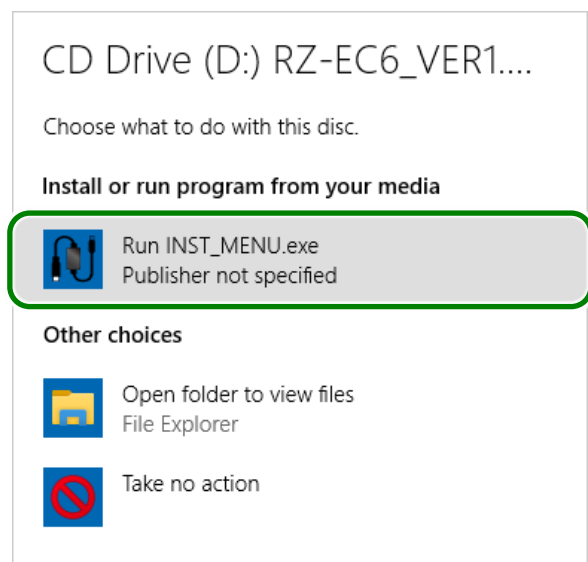 CD Drive (D:) RZ-EC6_VER1....
Choose what to do with this disc.
Install or run program from your media
Run INST_MENU.exe
Publisher not specified
Other choices
Open folder to view files
File Explorer
Take no action